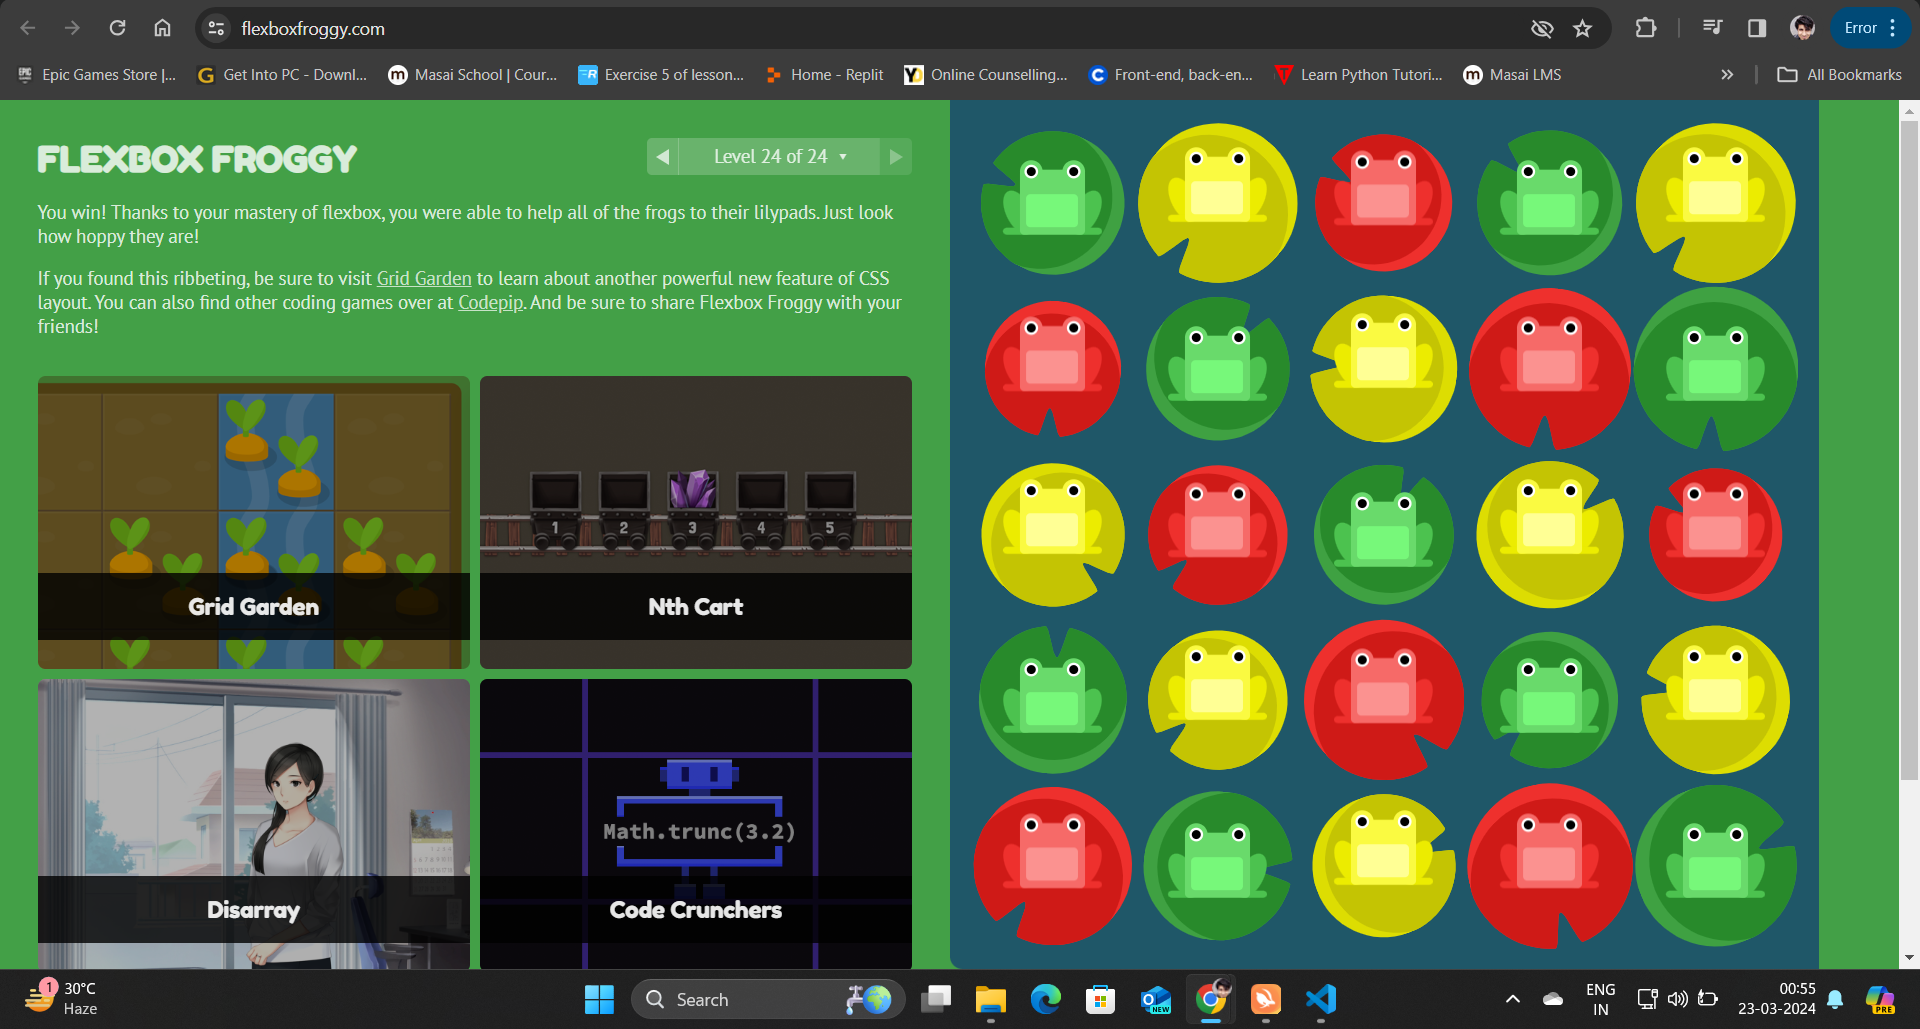 flexboxfroggy.com
Error
Epic Games Store |...
Get Into PC - Downl...
Masai School | Cour...
Exercise 5 of lesson...
Home - Replit
Online Counselling...
Front-end, back-en...
Learn Python Tutori...
Masai LMS
All Bookmarks
FLEXBOX FROGGY
Level 24 of 24
You win! Thanks to your mastery of flexbox, you were able to help all of the frogs to their lilypads. Just look
how hoppy they are!
If you found this ribbeting, be sure to visit Grid Garden to learn about another powerful new feature of CSS
layout. You can also find other coding games over at Codepip. And be sure to share Flexbox Froggy with your
friends!
1 2 3 4 5
Grid Garden
Nth Cart
Math.trunc(3.2)
Disarray
Code Crunchers
1
30°C
Haze
Search
NEW
ENG
IN
00:55
23-03-2024
PRE